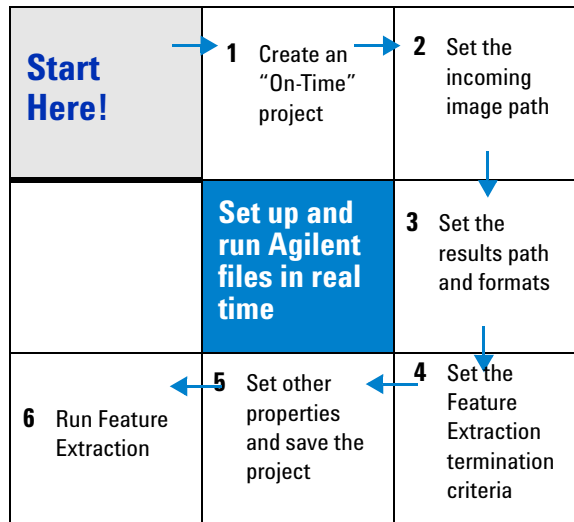 Start
Here!
1 Create an
“On-Time”
project
2 Set the
incoming
image path
Set up and
run Agilent
files in real
time
3 Set the
results path
and formats
4 Set the
Feature
Extraction
termination
criteria
5 Set other
properties
and save the
project
6 Run Feature
Extraction